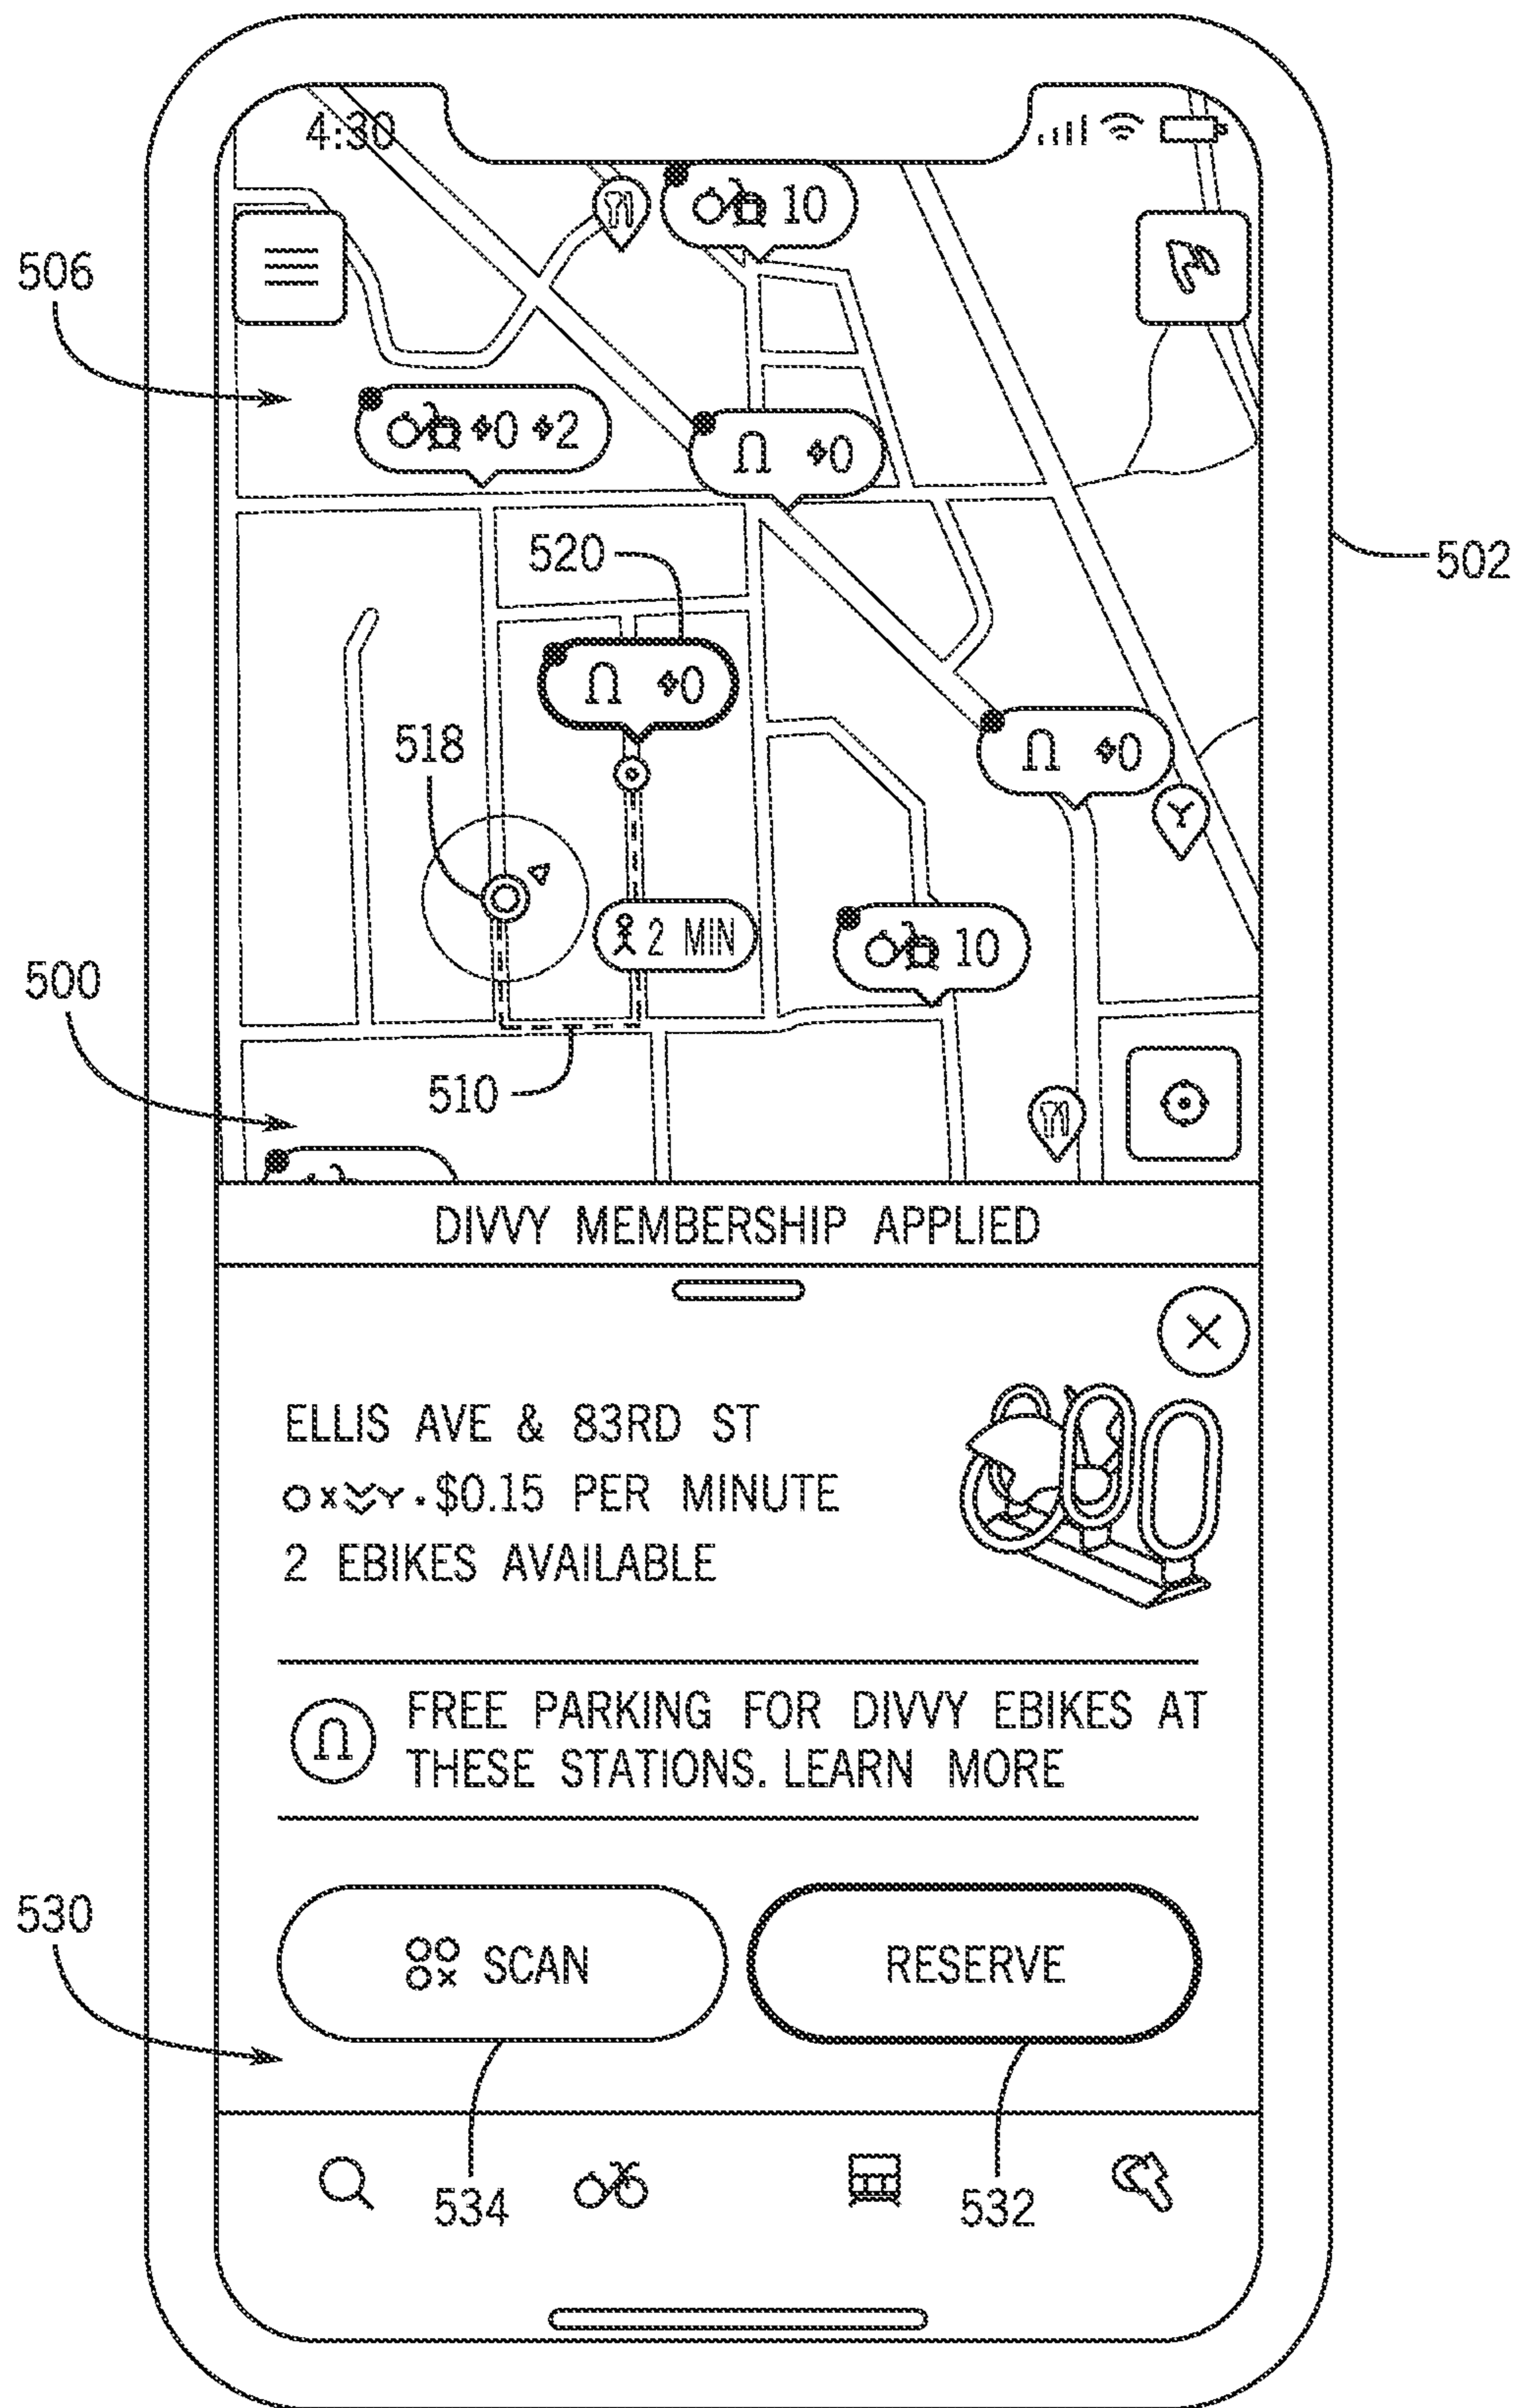 4:30
10
506
0 2
0
520
502
0
518
0
2 MIN
10
500
510
DIVVY MEMBERSHIP APPLIED
ELLIS AVE & 83RD ST
$0.15 PER MINUTE
2 EBIKES AVAILABLE
FREE PARKING FOR DIVVY EBIKES AT
THESE STATIONS. LEARN MORE
530
SCAN
RESERVE
534
532